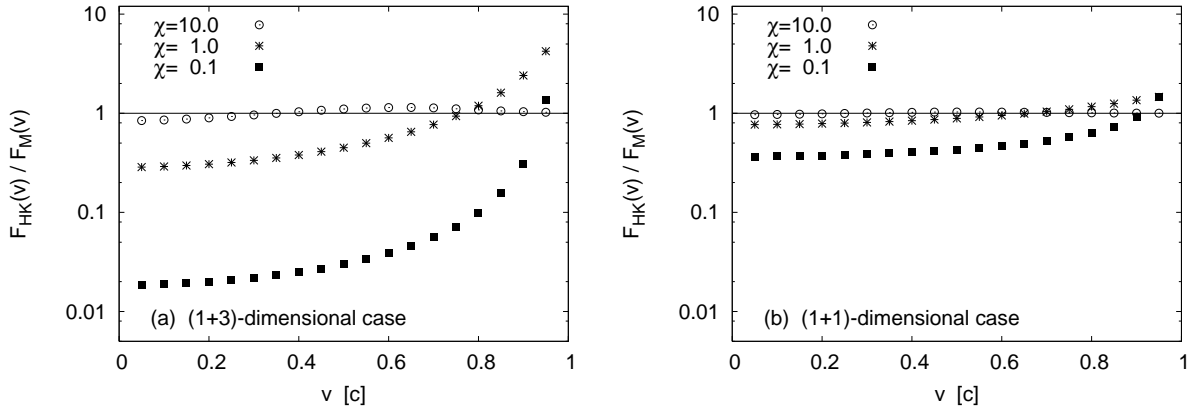 10
1
0.1
0.01
F_HK(v) / F_M(v)
χ=10.0
χ= 1.0
χ= 0.1
(a) (1+3)-dimensional case
0 0.2 0.4 0.6 0.8 1
v [c]
10
1
0.1
0.01
F_HK(v) / F_M(v)
χ=10.0
χ= 1.0
χ= 0.1
(b) (1+1)-dimensional case
0 0.2 0.4 0.6 0.8 1
v [c]